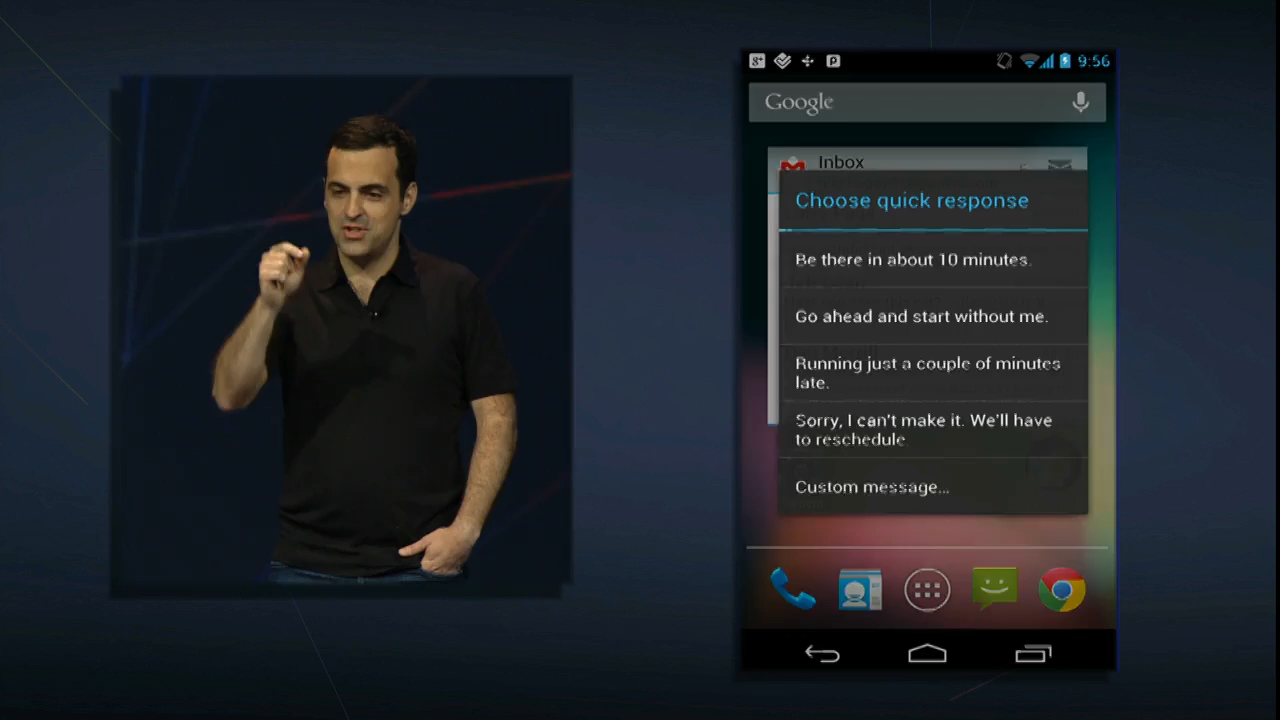 9:56
Google
Inbox
Choose quick response
Be there in about 10 minutes.
Go ahead and start without me.
Running just a couple of minutes
late.
Sorry, I can't make it. We'll have
to reschedule
Custom message...